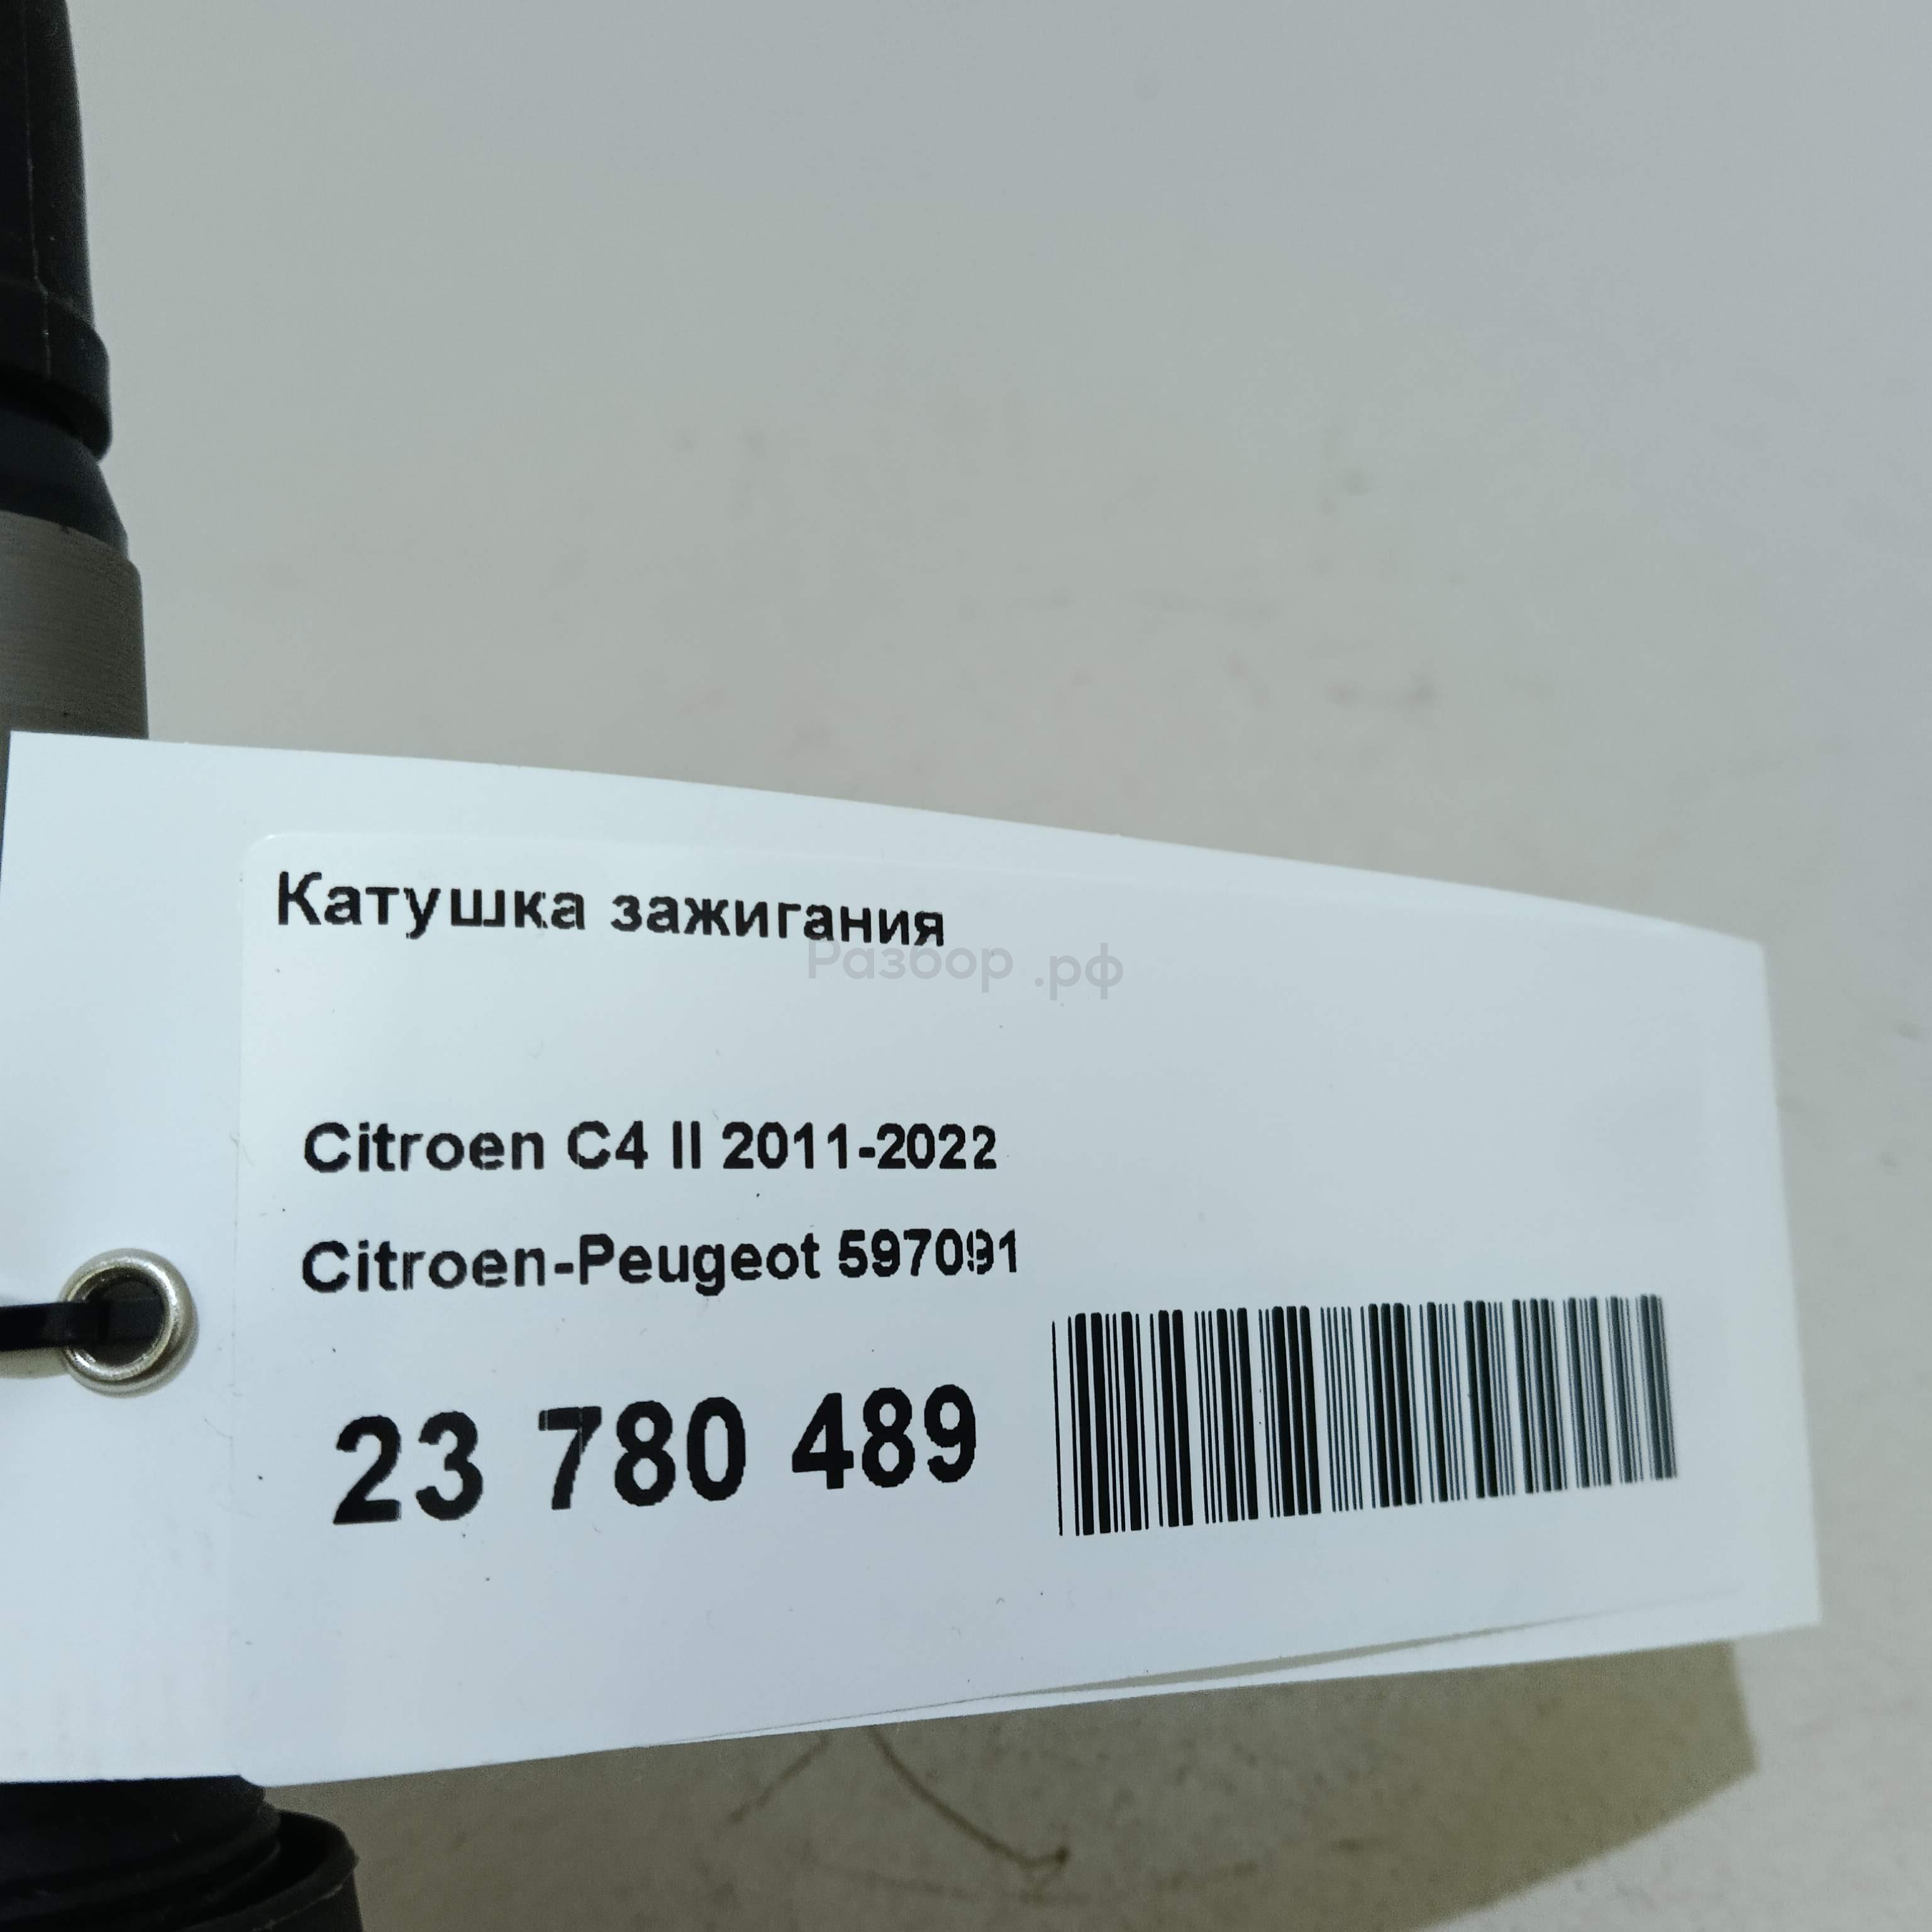 Катушка зажигания
Разбор.рф
Citroen C4 II 2011-2022
Citroen-Peugeot 597091
23 780 489